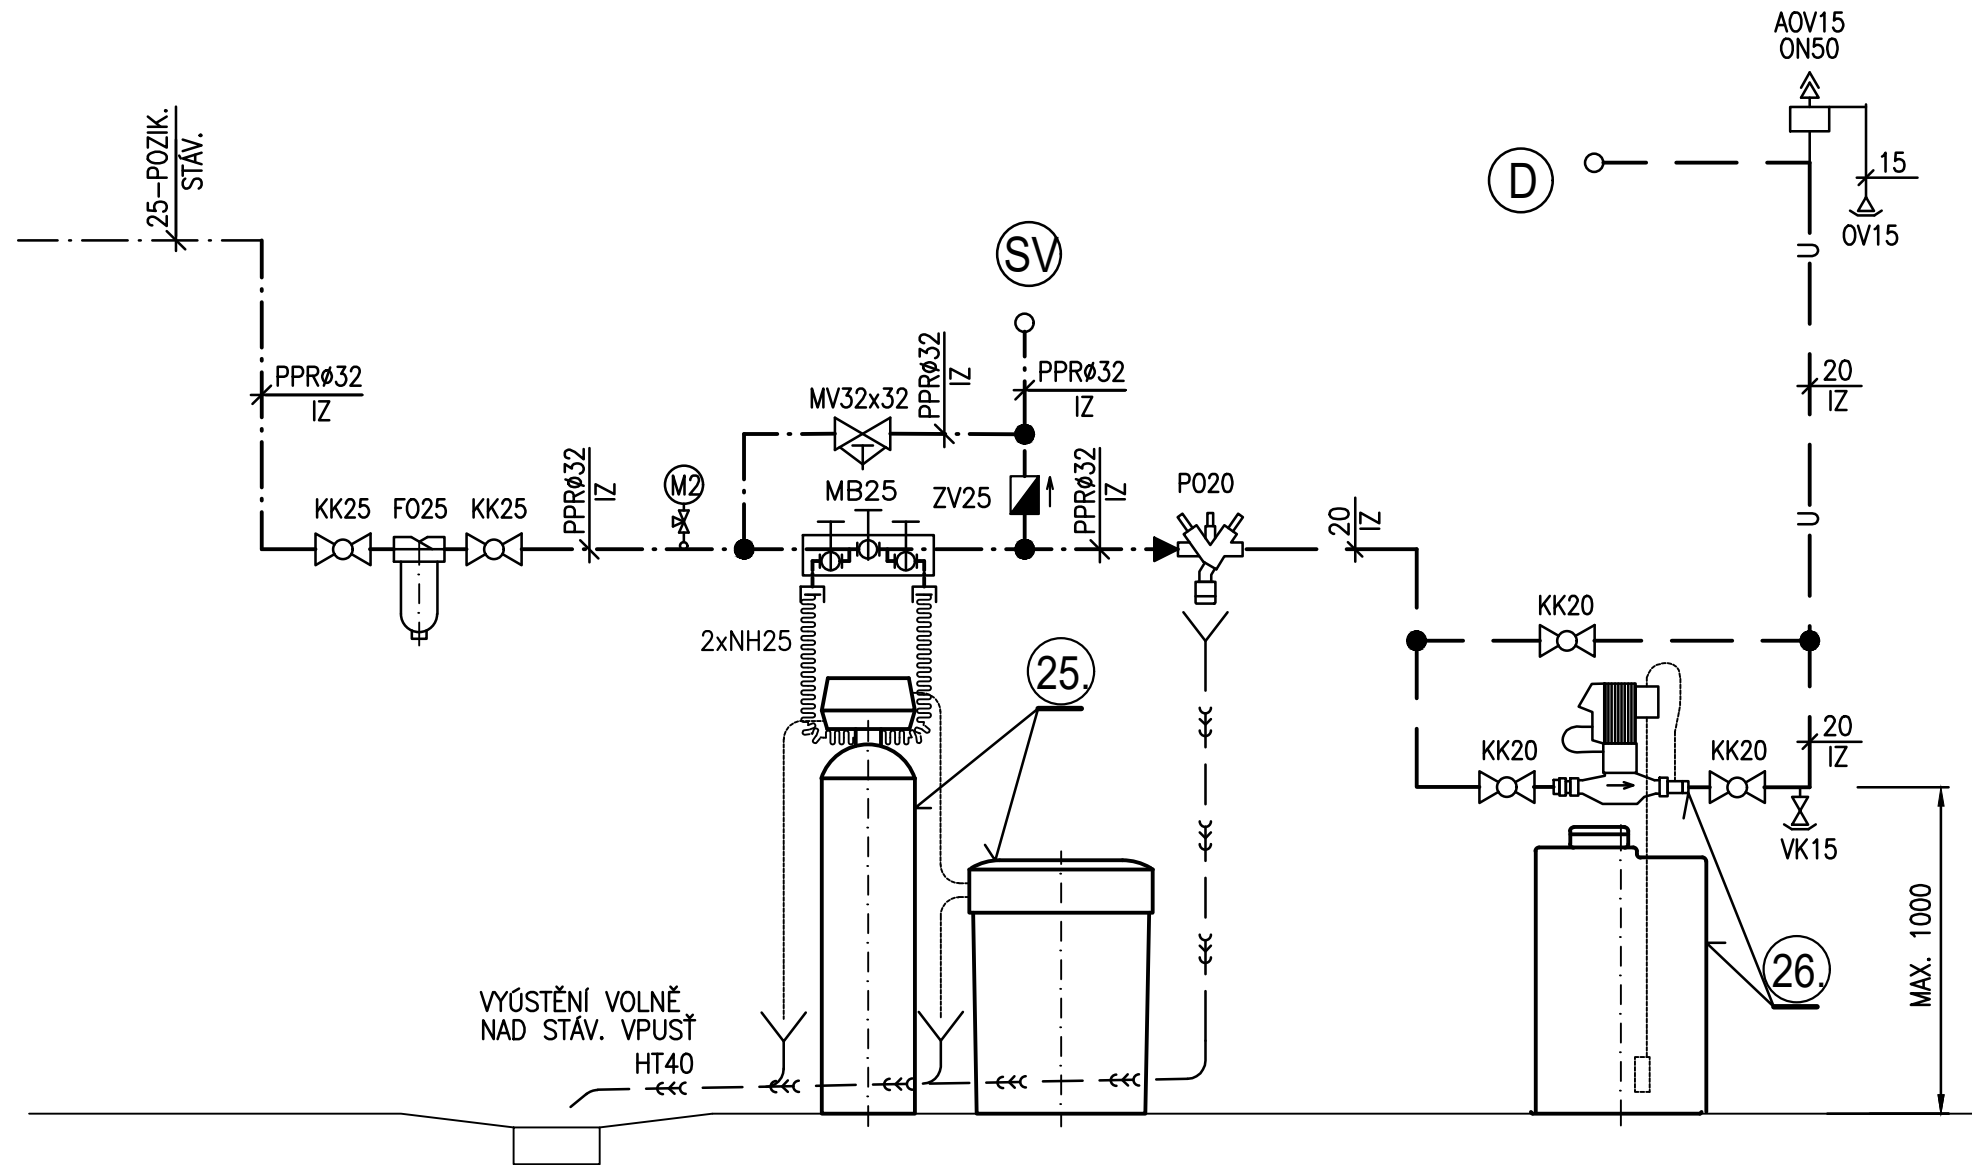 AOV15
ON50
25-POZIK.
STÁV.
D
15
OV15
SV
PPRø32
IZ
MV32x32
PPRø32
IZ
PPRø32
IZ
20
IZ
KK25
FO25
KK25
PPRø32
IZ
M2
MB25
ZV25
PPRø32
IZ
PO20
20
IZ
KK20
2xNH25
25.
KK20
KK20
20
IZ
VK15
MAX. 1000
26.
VYÚSTĚNÍ VOLNĚ
NAD STÁV. VPUSŤ
HT40